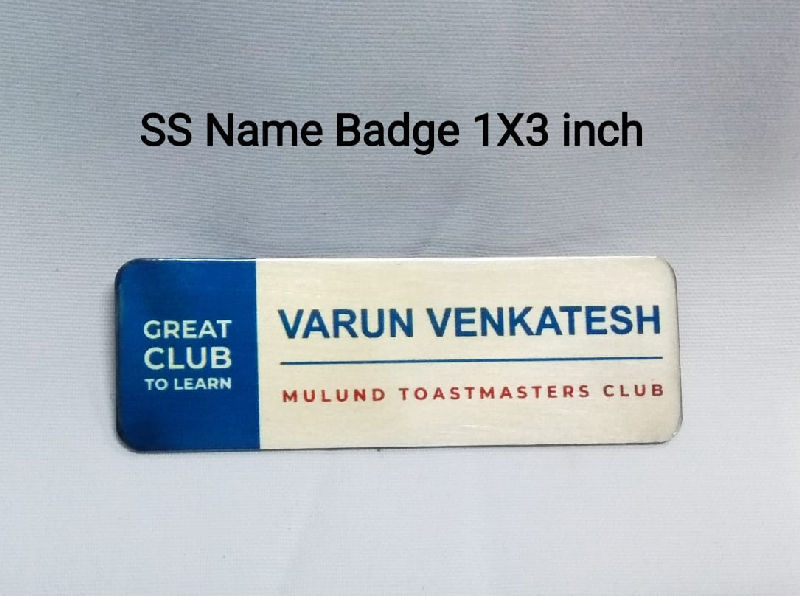 SS Name Badge 1X3 inch
GREAT
CLUB
TO LEARN
VARUN VENKATESH
MULUND TOASTMASTERS CLUB